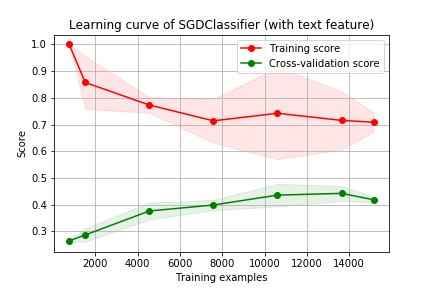 Learning curve of SGDClassifier (with text feature)
Training score
Cross-validation score
1.0
0.9
0.8
0.7
0.6
0.5
0.4
0.3
Score
2000 4000 6000 8000 10000 12000 14000
Training examples